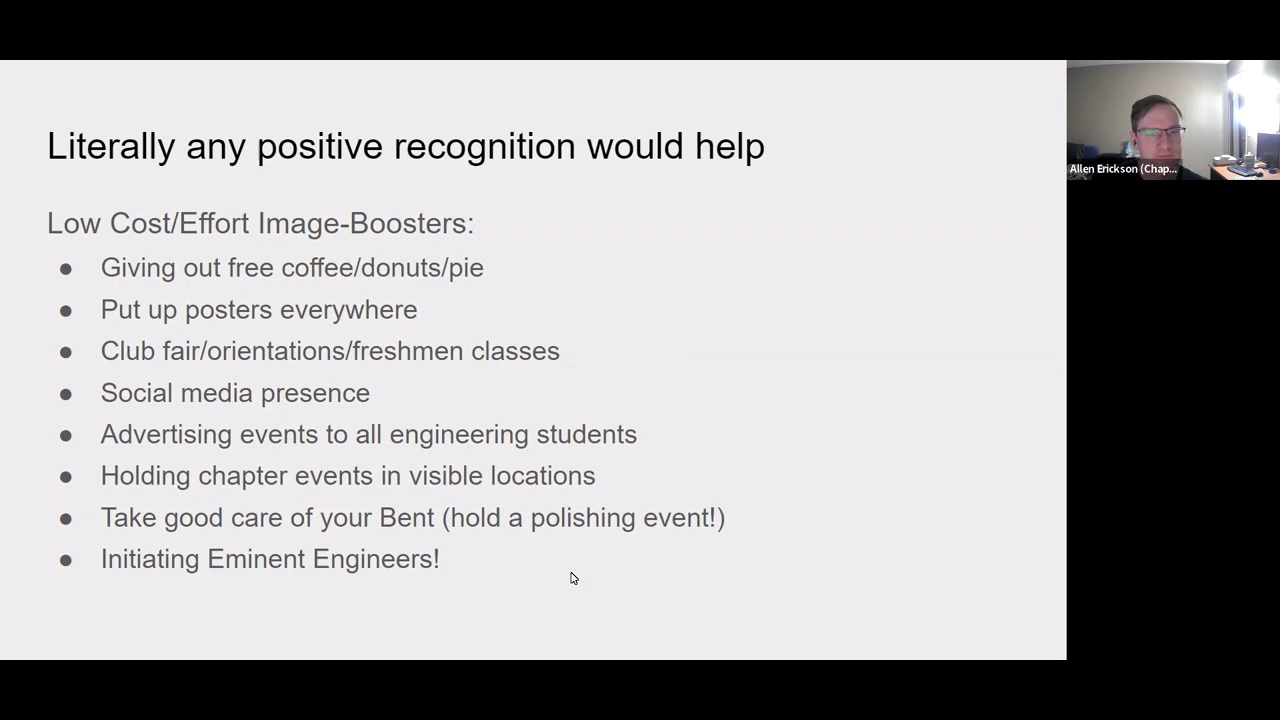 Literally any positive recognition would help
Low Cost/Effort Image-Boosters:
● Giving out free coffee/donuts/pie
● Put up posters everywhere
● Club fair/orientations/freshmen classes
● Social media presence
● Advertising events to all engineering students
● Holding chapter events in visible locations
● Take good care of your Bent (hold a polishing event!)
● Initiating Eminent Engineers!
Allen Erickson (Chap...